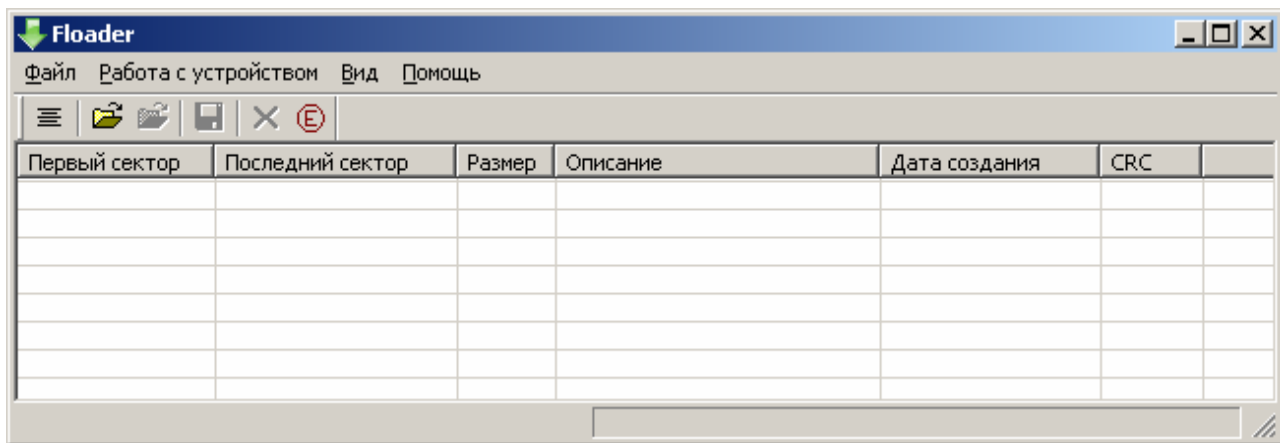 Floader
Файл Работа с устройством Вид Помощь
E
Первый сектор Последний сектор Размер Описание Дата создания CRC